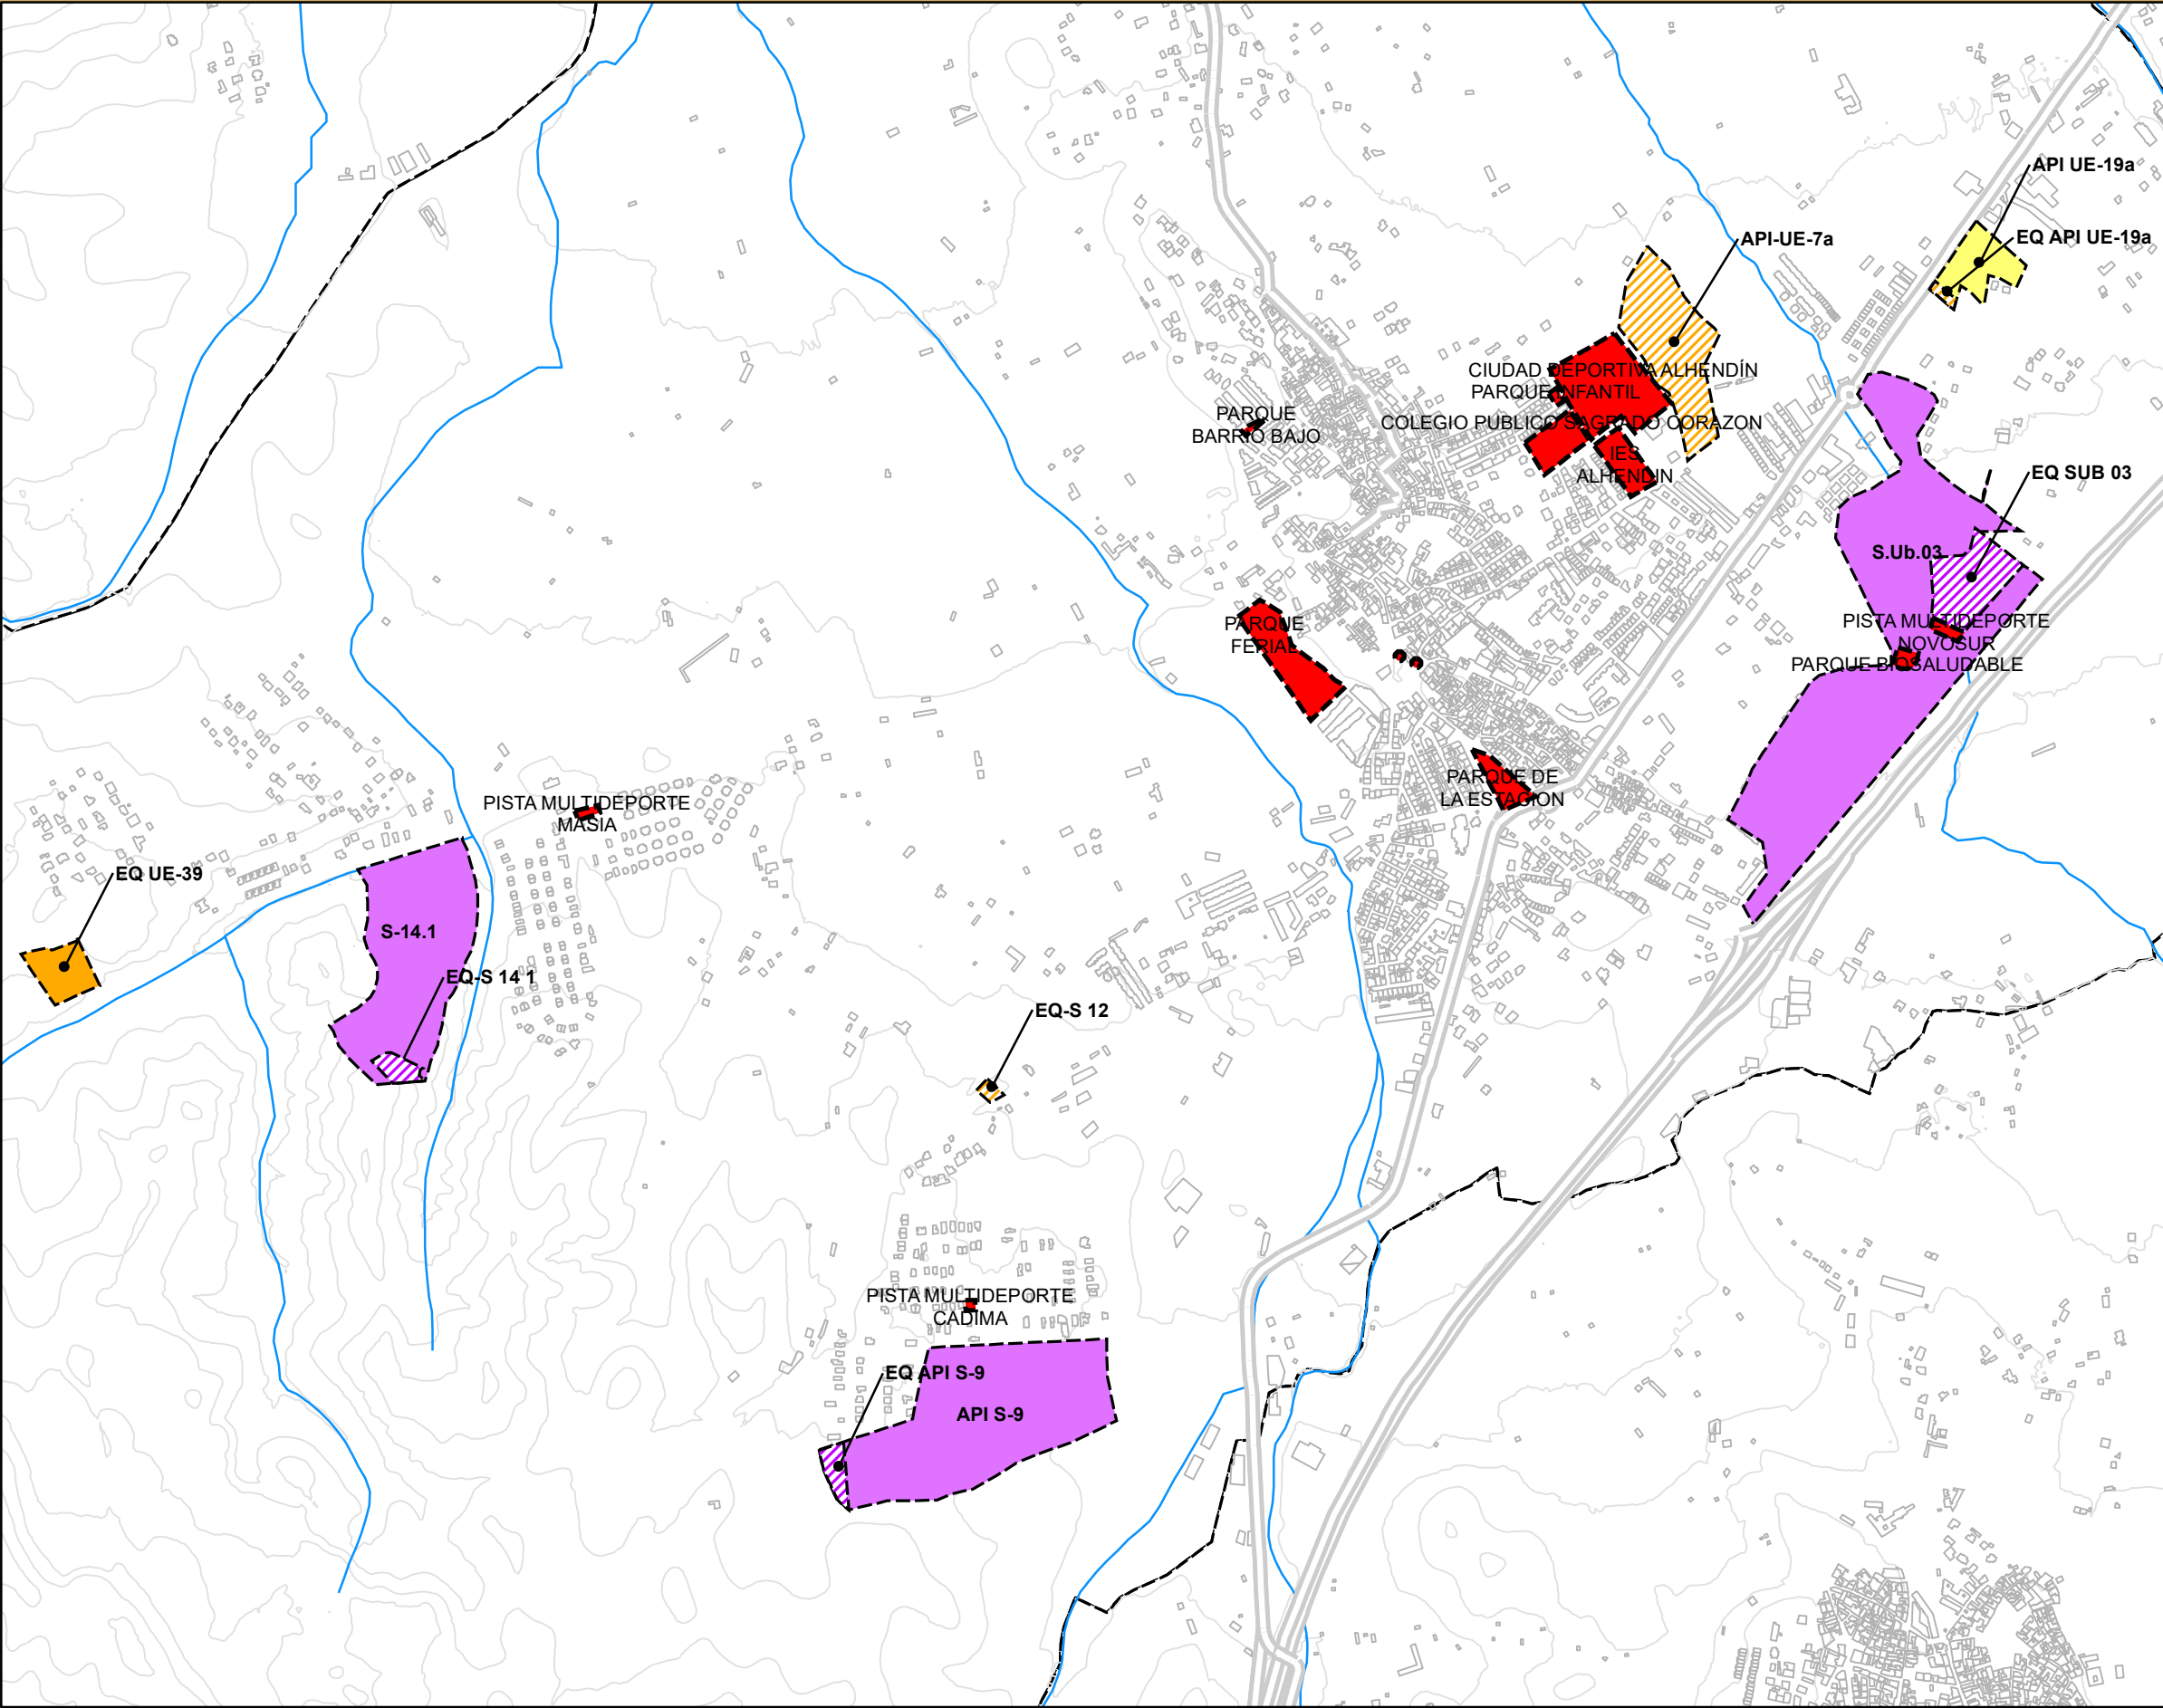 API UE-19a
API-UE-7a
EQ API UE-19a
CIUDAD DEPORTIVA ALHENDÍN
PARQUE INFANTIL
PARQUE
BARRIO BAJO
COLEGIO PUBLICO SAGRADO CORAZON
IES
ALHENDIN
EQ SUB 03
S.Ub.03
PARQUE
FERIAL
PISTA MULTIDEPORTE
NOVOSUR
PARQUE BIOSALUDABLE
PARQUE DE
LA ESTACION
PISTA MULTIDEPORTE
MASIA
EQ UE-39
S-14.1
EQ-S 14 1
EQ-S 12
PISTA MULTIDEPORTE
CADIMA
EQ API S-9
API S-9